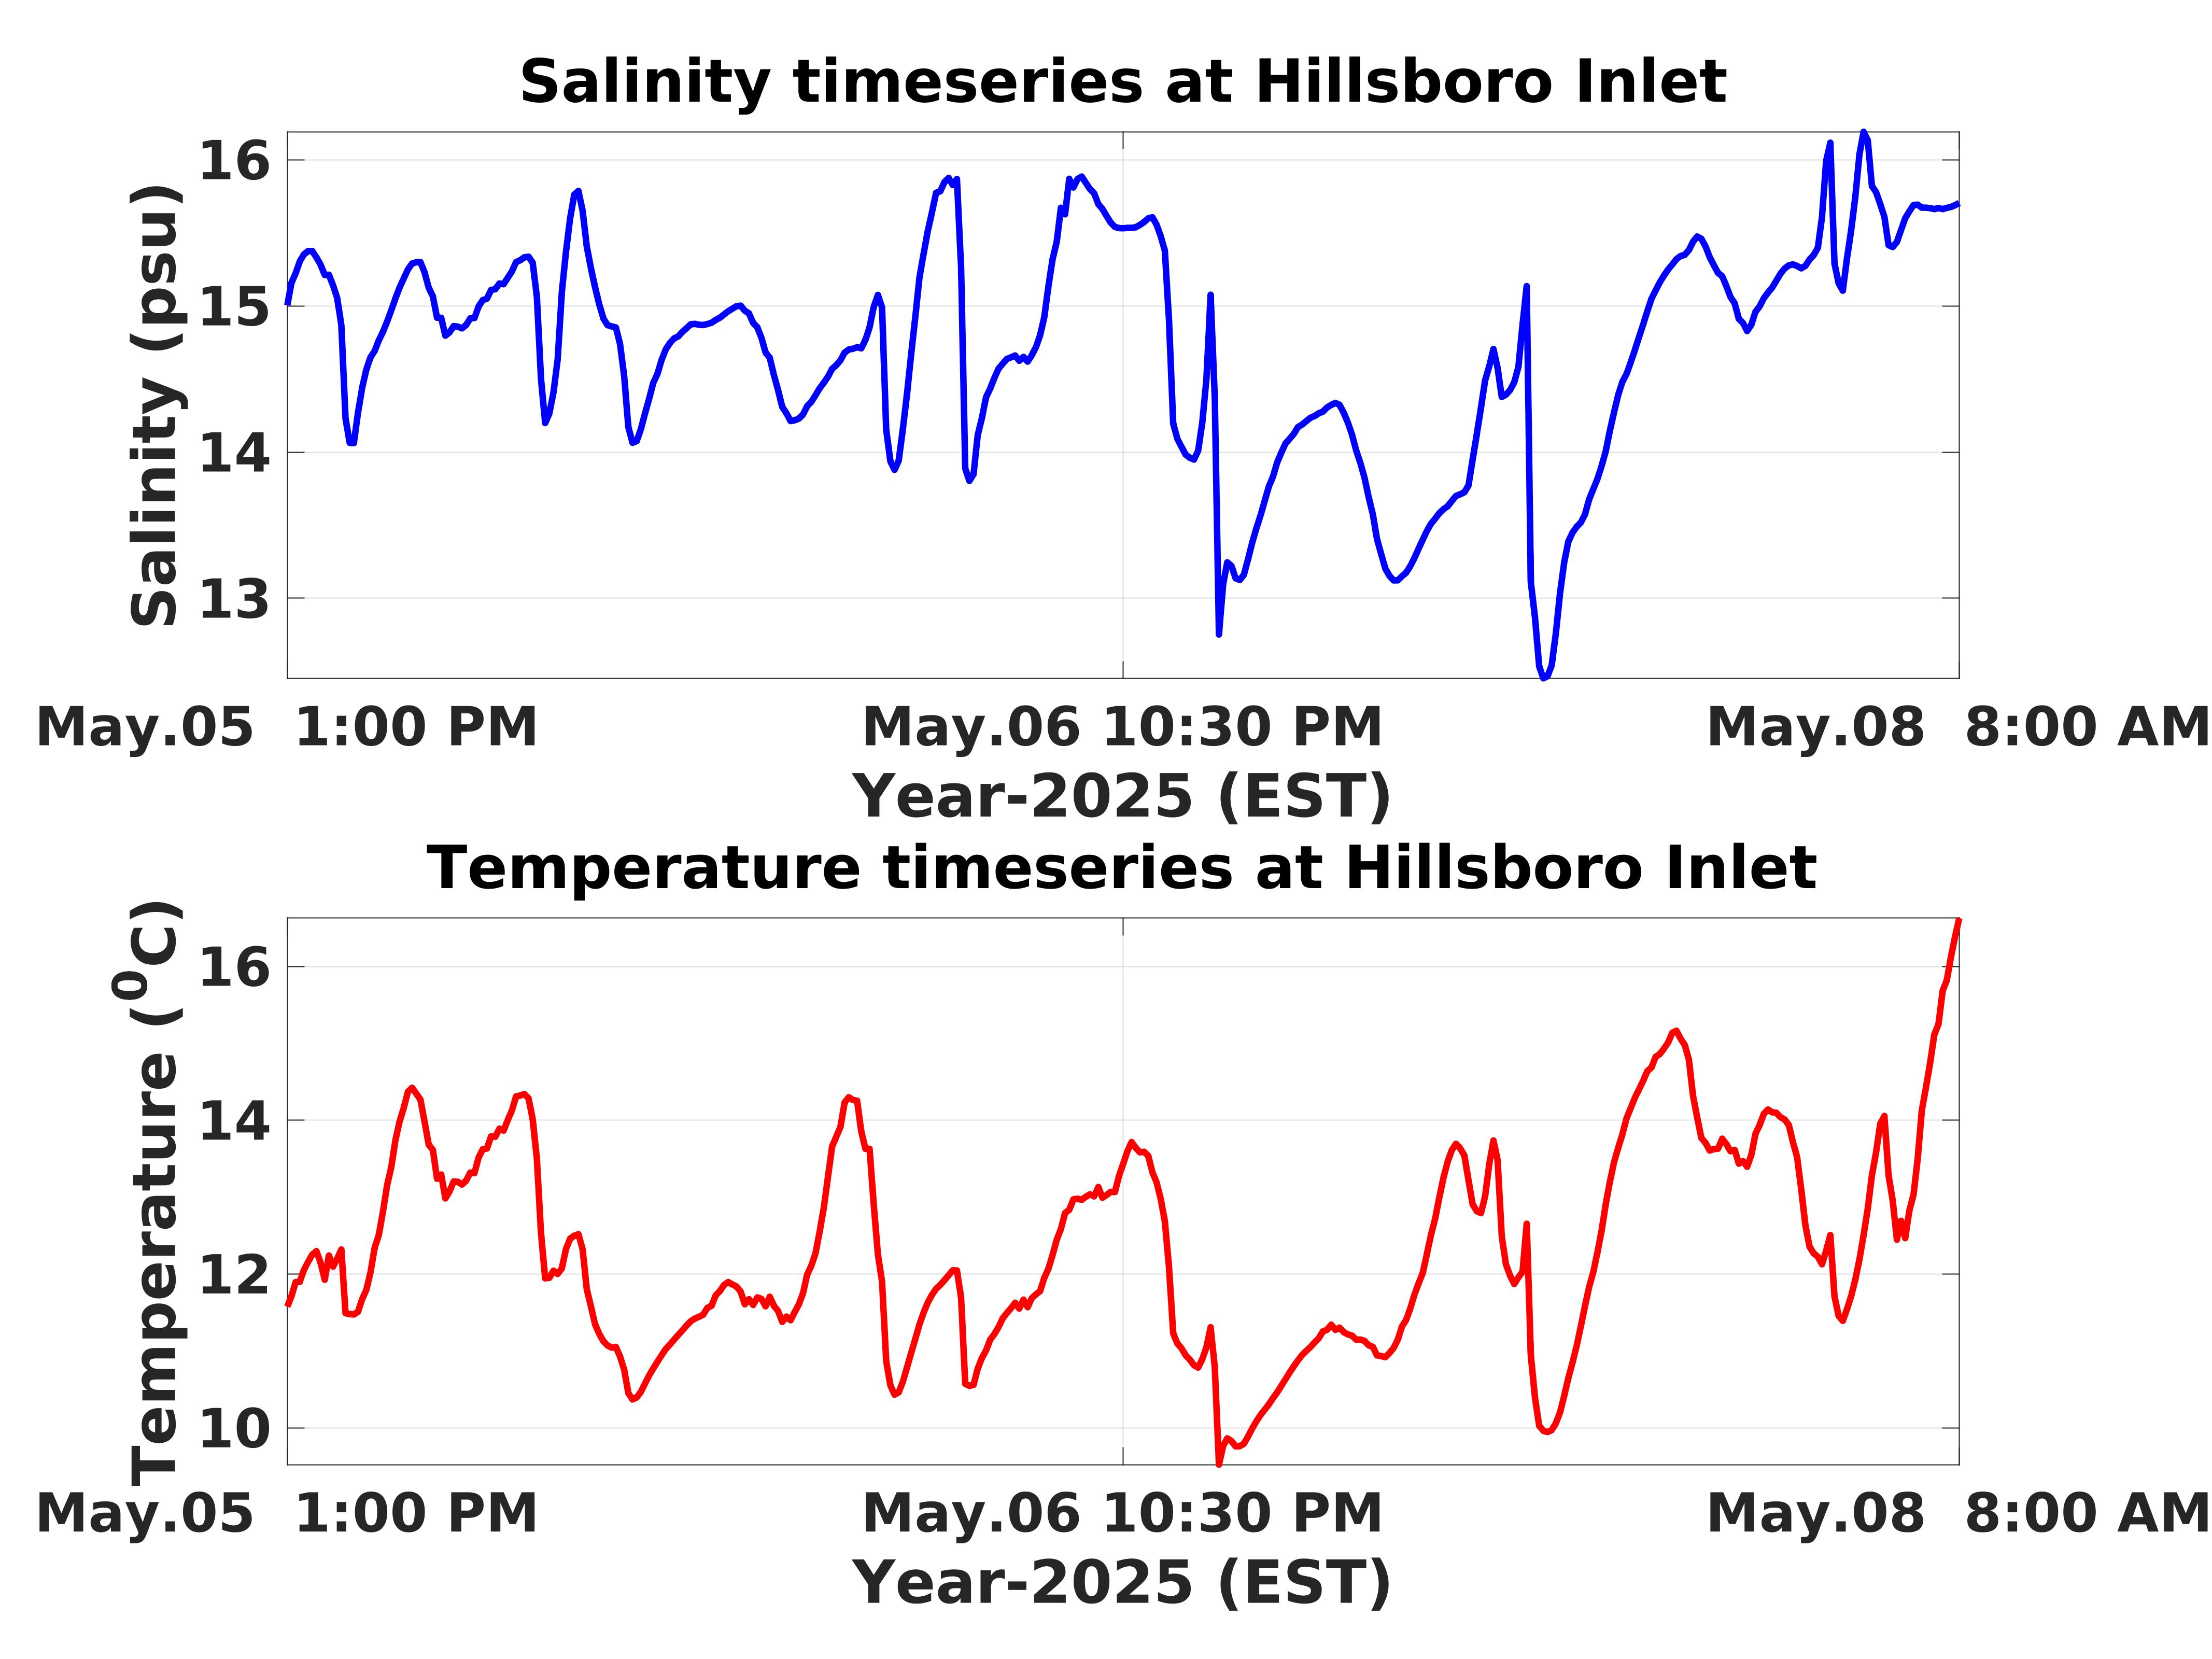 Salinity timeseries at Hillsboro Inlet
Salinity (psu)
16
15
14
13
May.05  1:00 PM
May.06 10:30 PM
May.08  8:00 AM
Year-2025 (EST)
Temperature timeseries at Hillsboro Inlet
Temperature (⁰C)
16
14
12
10
May.05  1:00 PM
May.06 10:30 PM
May.08  8:00 AM
Year-2025 (EST)